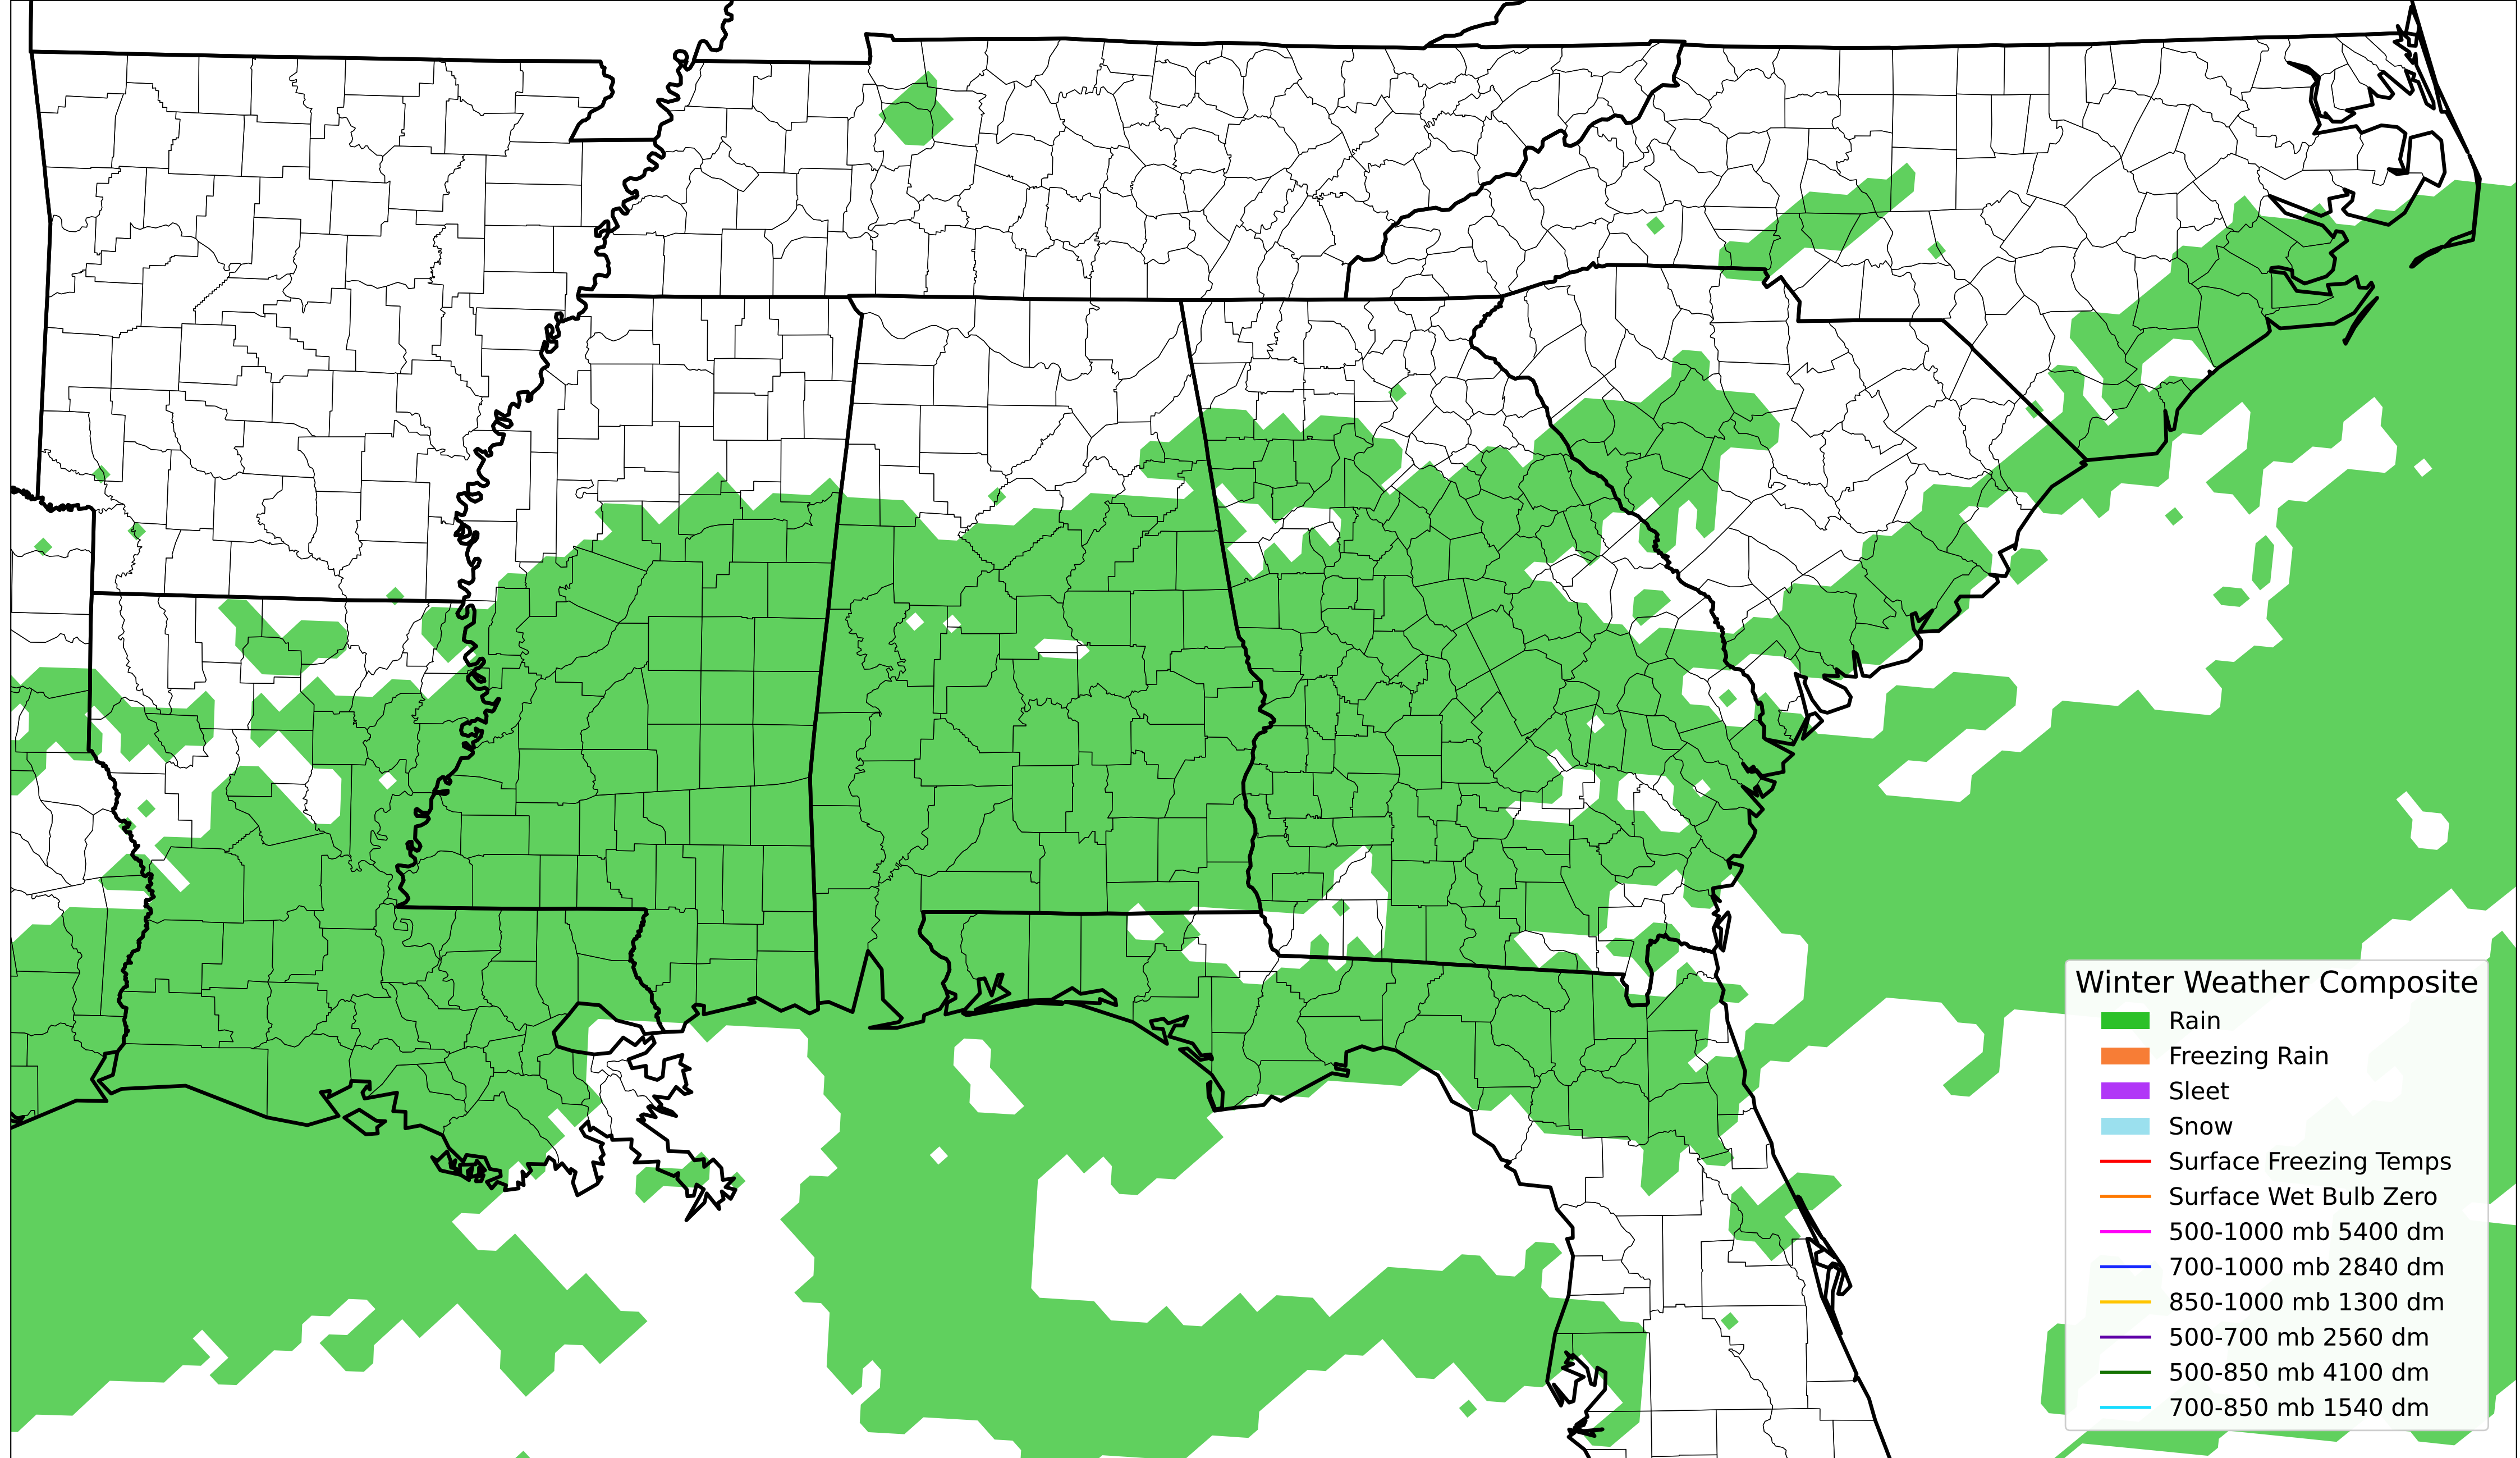 Winter Weather Composite
Rain
Freezing Rain
Sleet
Snow
Surface Freezing Temps
Surface Wet Bulb Zero
500-1000 mb 5400 dm
700-1000 mb 2840 dm
850-1000 mb 1300 dm
500-700 mb 2560 dm
500-850 mb 4100 dm
700-850 mb 1540 dm